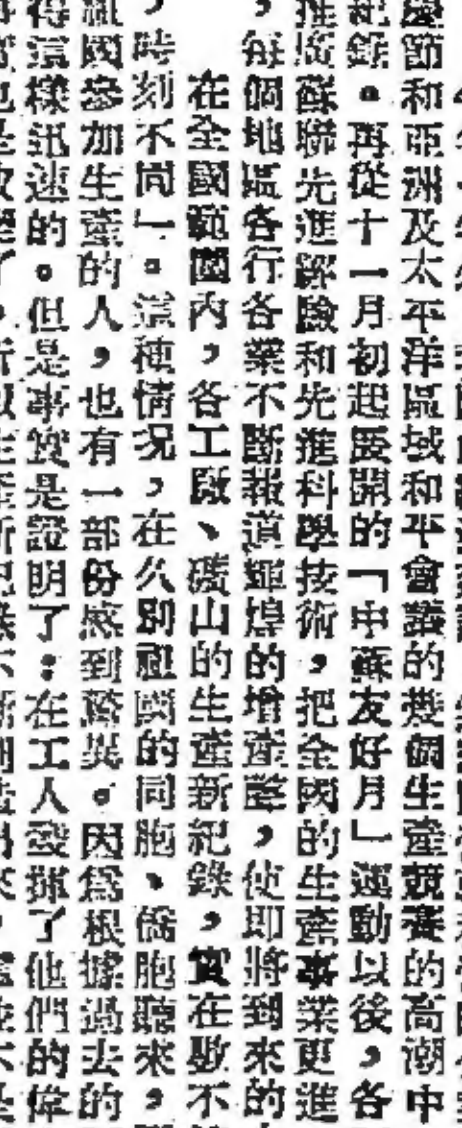 慶節和亞洲及太平洋區域和平會議的幾個生產競賽的高潮中
紀錄。再從十一月初起展開的「中蘇友好月」運動以後，各
推廣蘇聯先進經驗和先進科學技術，把全國的生產事業更進
，每個地區各行各業不斷報道輝煌的增產聲，使即將到來的
在全國範圍內，各工廠、礦山的生產新紀錄，實在數不
，時刻不同」。這種情况，在久別祖國的同胞、僑胞聽來，
祖國參加生產的人，也有一部份感到驚異。因爲根據過去的
得這樣迅速的。但是事實是證明了：在工人發揮了他們的偉